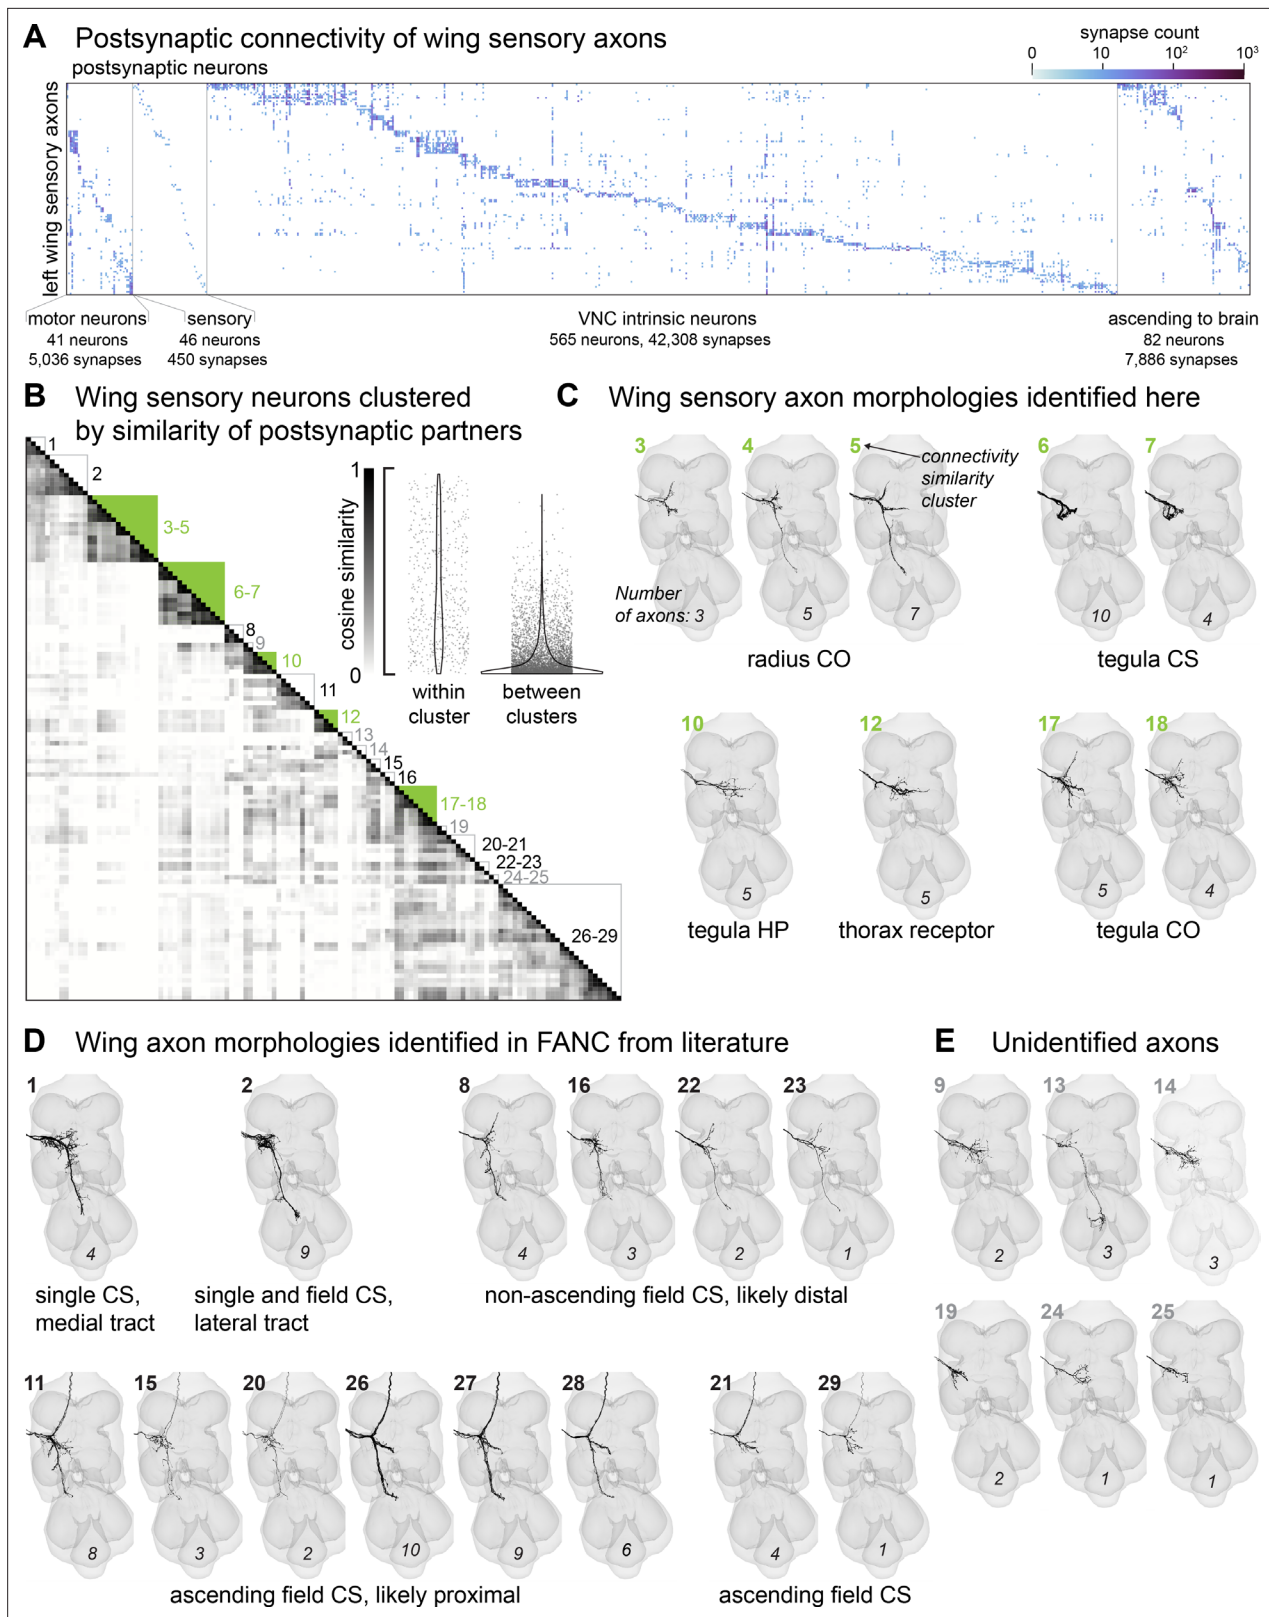 A Postsynaptic connectivity of wing sensory axons
synapse count
0 10 10² 10³
postsynaptic neurons
left wing sensory axons
motor neurons
41 neurons
5,036 synapses
sensory
46 neurons
450 synapses
VNC intrinsic neurons
565 neurons, 42,308 synapses
ascending to brain
82 neurons
7,886 synapses
B Wing sensory neurons clustered
by similarity of postsynaptic partners
1
2
3-5
6-7
8
9
10
11
12
13
14
15
16
17-18
19
20-21
22-23
24-25
26-29
1
cosine similarity
0
within
cluster
between
clusters
C Wing sensory axon morphologies identified here
3 4 5 6 7
connectivity
similarity
cluster
Number
of axons: 3 5 7 10 4
radius CO
tegula CS
10 12 17 18
5 5 5 4
tegula HP
thorax receptor
tegula CO
D Wing axon morphologies identified in FANC from literature
1 2 8 16 22 23
4 9 4 3 2 1
single CS,
medial tract
single and field CS,
lateral tract
non-ascending field CS, likely distal
11 15 20 26 27 28 21 29
8 3 2 10 9 6 4 1
ascending field CS, likely proximal
ascending field CS
E Unidentified axons
9 13 14
2 3 3
19 24 25
2 1 1